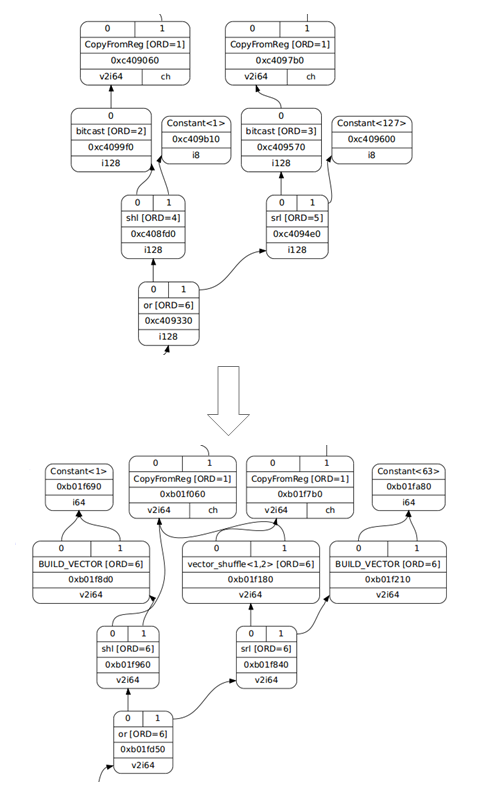 0 1 0 1
CopyFromReg [ORD=1] CopyFromReg [ORD=1]
0xc409060 0xc4097b0
v2i64 ch v2i64 ch
0 Constant<1> 0 Constant<127>
bitcast [ORD=2] 0xc409b10 bitcast [ORD=3] 0xc409600
0xc4099f0 i8 0xc409570 i8
i128 i128
0 1 0 1
shl [ORD=4] srl [ORD=5]
0xc408fd0 0xc4094e0
i128 i128
0 1
or [ORD=6]
0xc409330
i128
0 1 0 1
Constant<1> CopyFromReg [ORD=1] CopyFromReg [ORD=1] Constant<63>
0xb01f690 0xb01f060 0xb01f7b0 0xb01fa80
i64 v2i64 ch v2i64 ch i64
0 1 0 1 0 1
BUILD_VECTOR [ORD=6] vector_shuffle<1,2> [ORD=6] BUILD_VECTOR [ORD=6]
0xb01f8d0 0xb01f180 0xb01f210
v2i64 v2i64 v2i64
0 1 0 1
shl [ORD=6] srl [ORD=6]
0xb01f960 0xb01f840
v2i64 v2i64
0 1
or [ORD=6]
0xb01fd50
v2i64